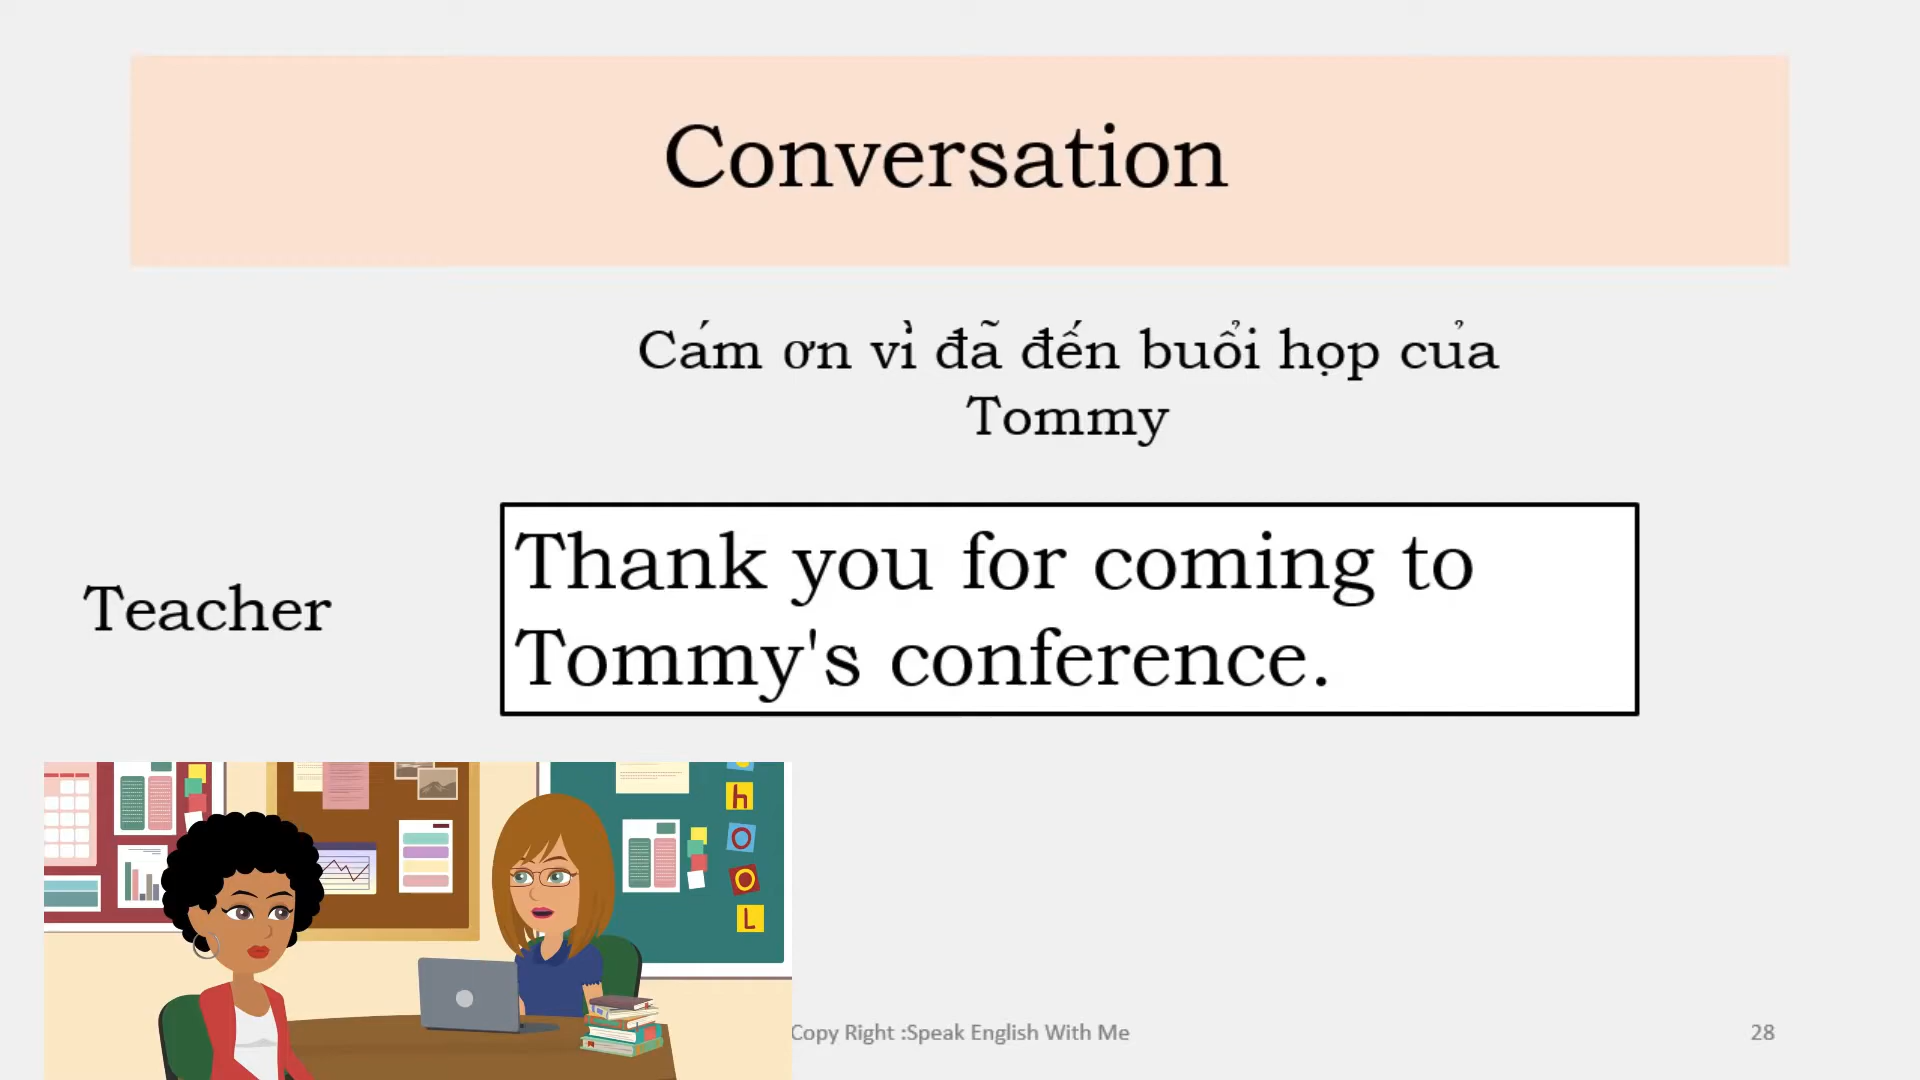 Conversation
Cám ơn vì đã đến buổi họp của
Tommy
Thank you for coming to
Tommy's conference.
Teacher
h
O
O
L
Copy Right :Speak English With Me
28